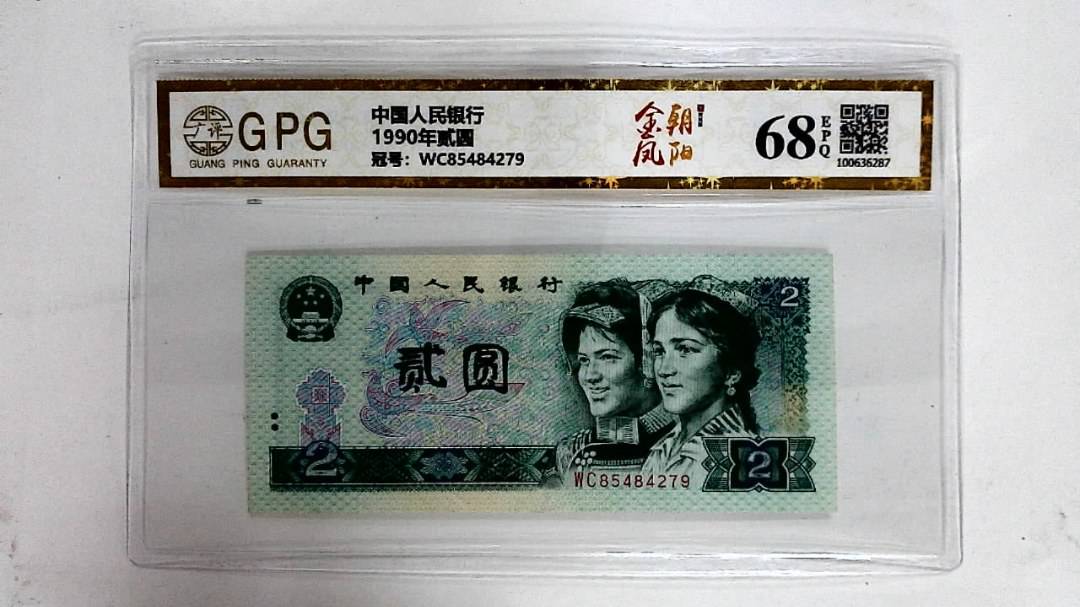 广评
GPG
GUANG PING GUARANTY
中国人民银行
1990年贰圆
冠号：WC85484279
金凤
朝阳
68
EPQ
100636287
中国人民银行
2
贰圆
2
WC85484279
2